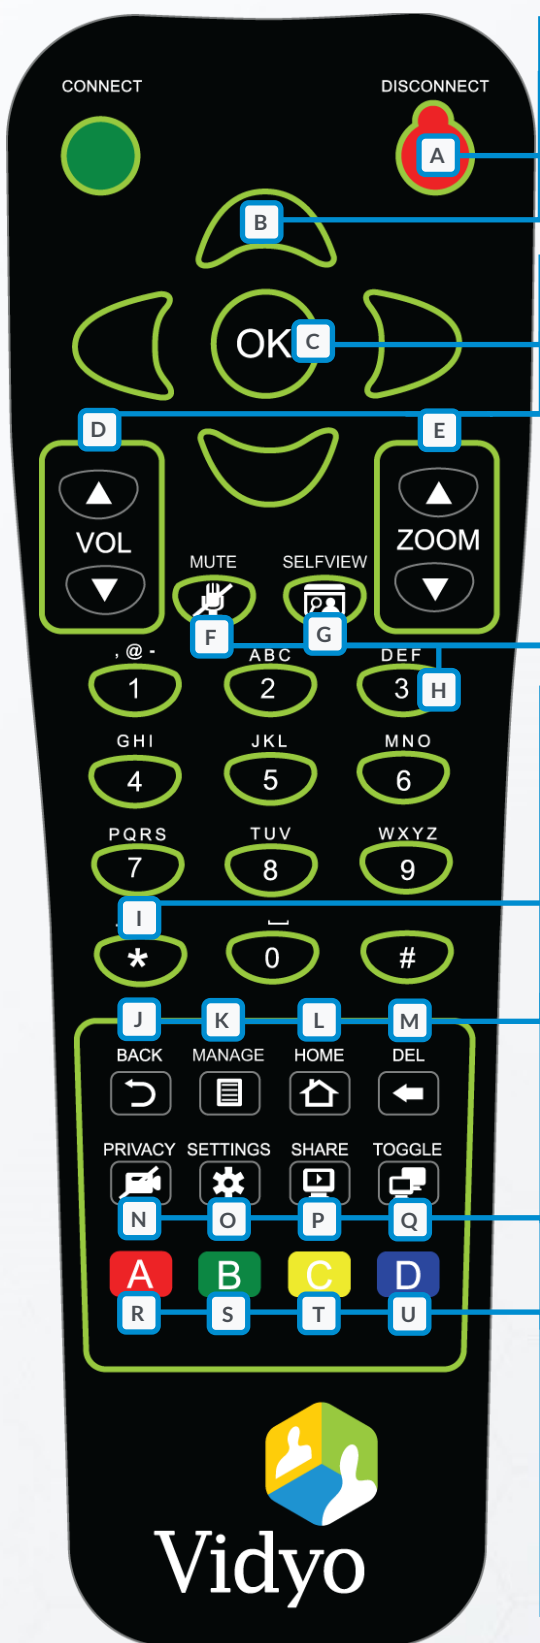 CONNECT DISCONNECT
A
B
OK C
D E
VOL ZOOM
MUTE SELFVIEW
F G
, @ - ABC DEF
1 2 3 H
GHI JKL MNO
4 5 6
PQRS TUV WXYZ
7 8 9
I
* 0 #
J K L M
BACK MANAGE HOME DEL
PRIVACY SETTINGS SHARE TOGGLE
N O P Q
A B C D
R S T U
Vidyo